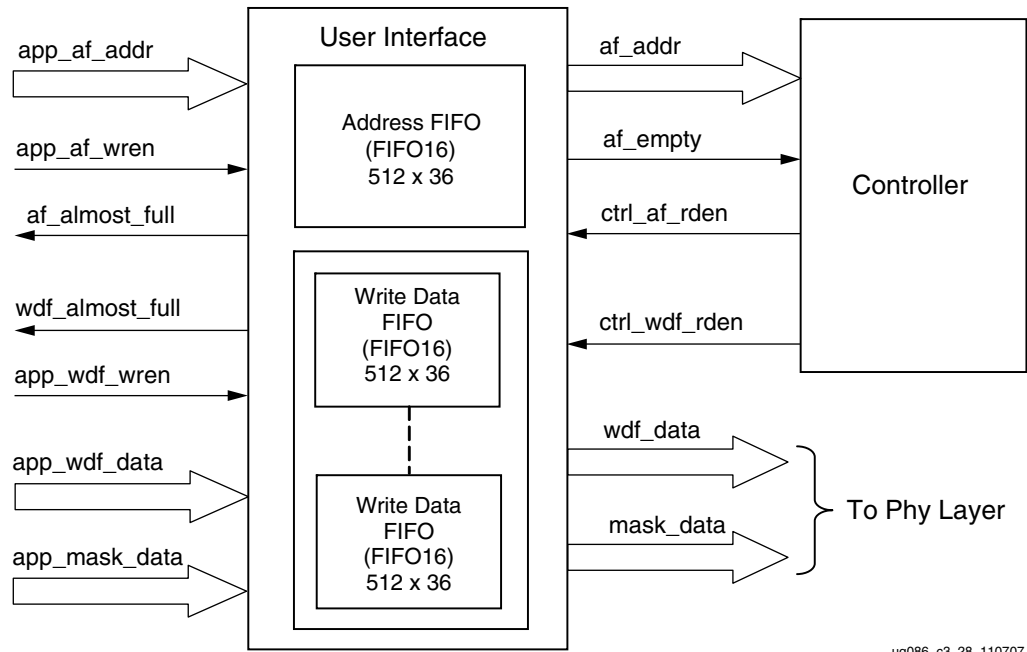 User Interface
app_af_addr
app_af_wren
af_almost_full
wdf_almost_full
app_wdf_wren
app_wdf_data
app_mask_data
Address FIFO
(FIFO16)
512 x 36
Write Data
FIFO
(FIFO16)
512 x 36
Write Data
FIFO
(FIFO16)
512 x 36
af_addr
af_empty
ctrl_af_rden
ctrl_wdf_rden
wdf_data
mask_data
Controller
To Phy Layer
ug086_c3_28_110707